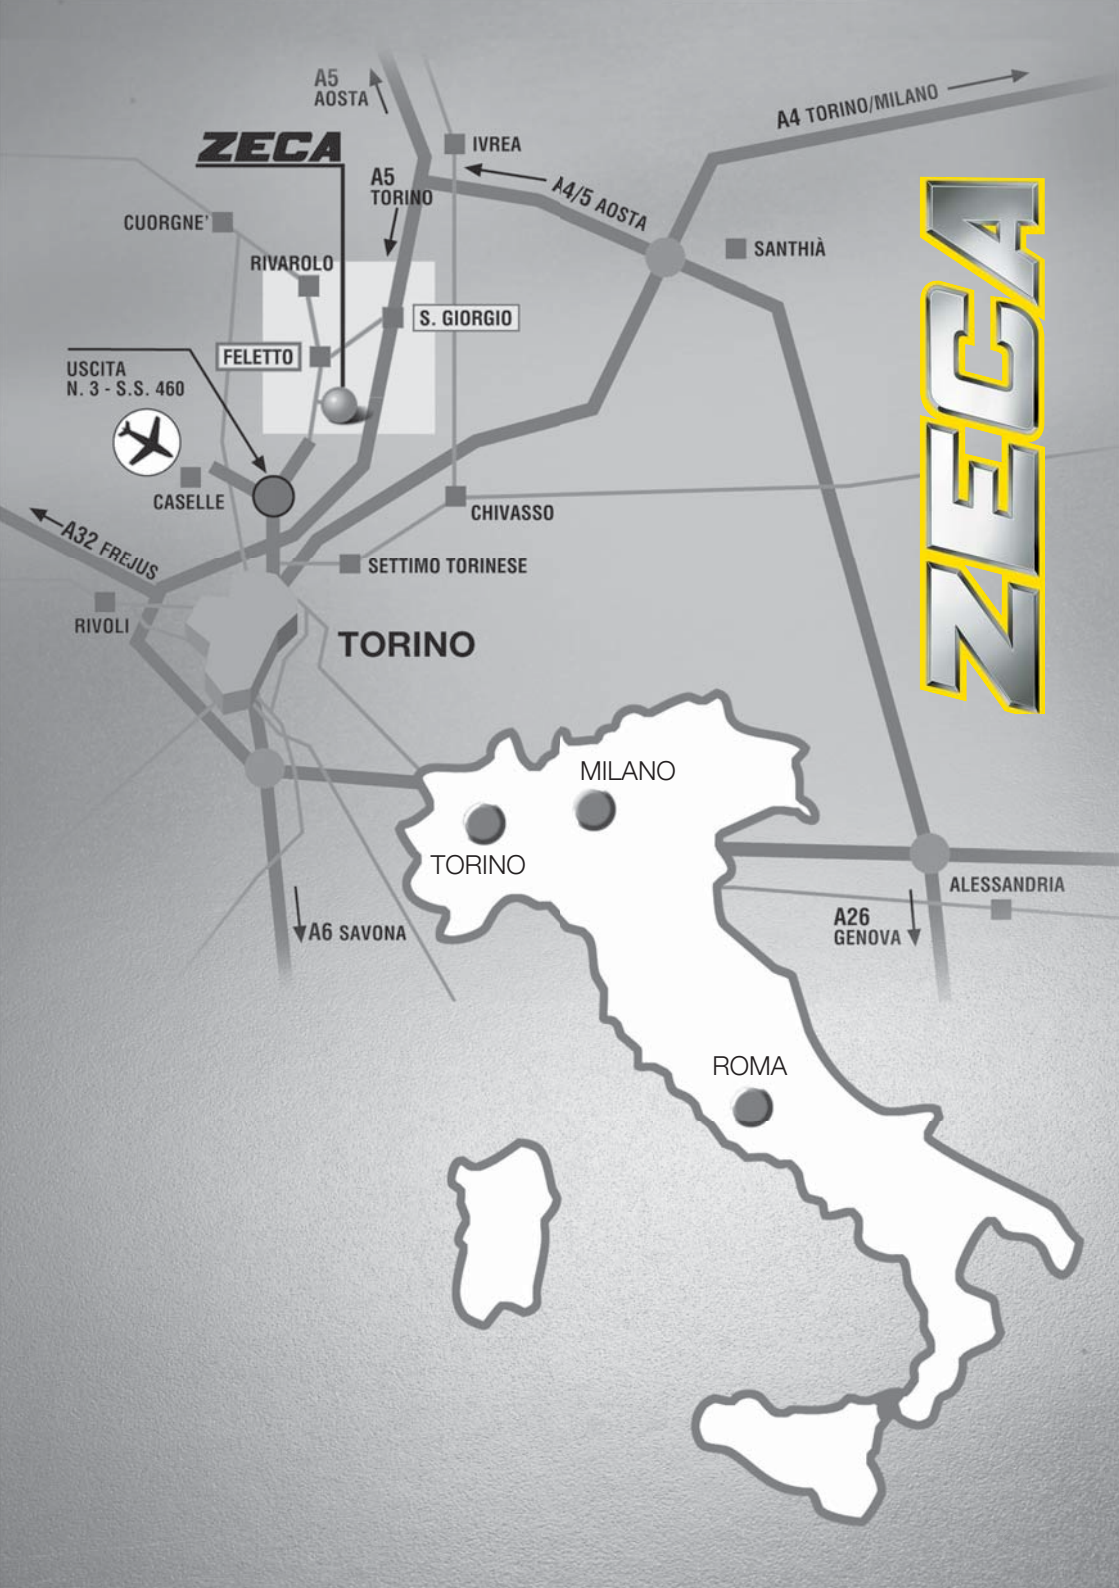 A5
AOSTA
A4 TORINO/MILANO
ZECA
IVREA
A5
TORINO
A4/5 AOSTA
CUORGNE'
SANTHIÀ
RIVAROLO
S. GIORGIO
FELETTO
USCITA
N. 3 - S.S. 460
ZECA
CASELLE
CHIVASSO
A32 FREJUS
SETTIMO TORINESE
RIVOLI
TORINO
MILANO
TORINO
ALESSANDRIA
A26
GENOVA
A6 SAVONA
ROMA